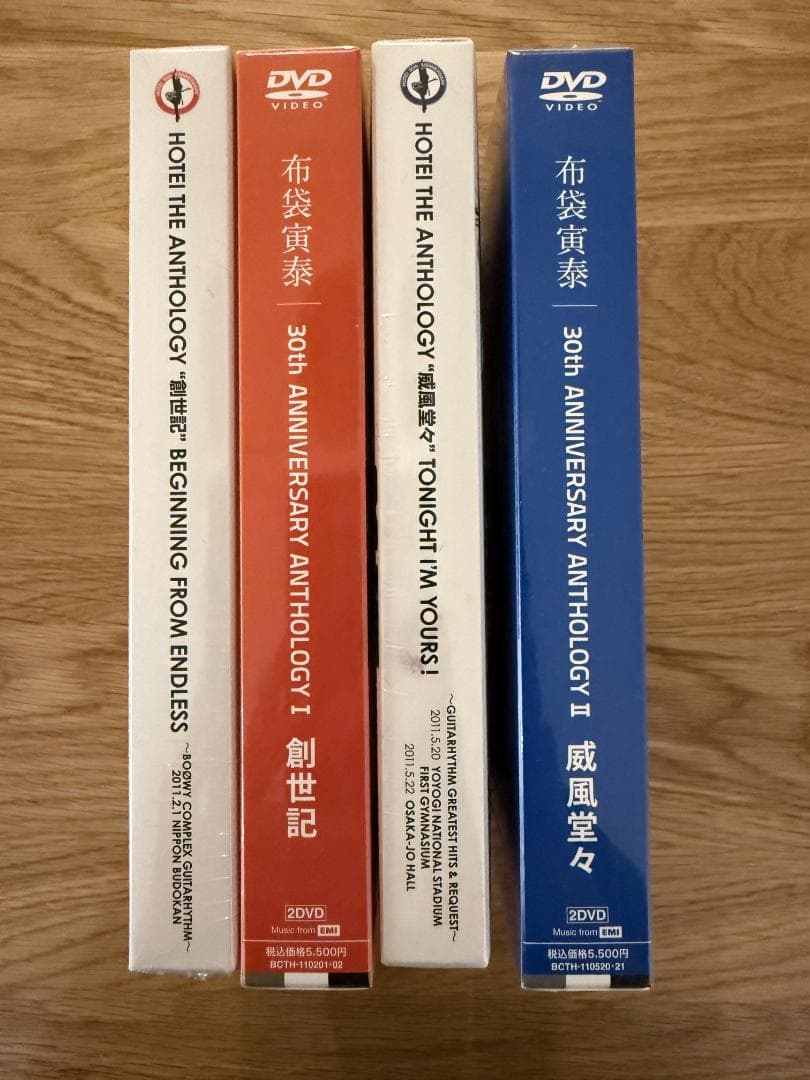 HOTEI THE ANTHOLOGY “創世記” BEGINNING FROM ENDLESS
～BOØWY COMPLEX GUITARHYTHM～
2011.2.1 NIPPON BUDOKAN
DVD
VIDEO
布袋寅泰
30th ANNIVERSARY ANTHOLOGY I 創世記
2DVD
Music from EMI
税込価格5,500円
BCTH-110201・02
HOTEI THE ANTHOLOGY “威風堂々” TONIGHT I'M YOURS!
～GUITARHYTHM GREATEST HITS & REQUEST～
2011.5.20 YOYOGI NATIONAL STADIUM
FIRST GYMNASIUM
2011.5.22 OSAKA-JO HALL
DVD
VIDEO
布袋寅泰
30th ANNIVERSARY ANTHOLOGY II 威風堂々
2DVD
Music from EMI
税込価格5,500円
BCTH-110520・21